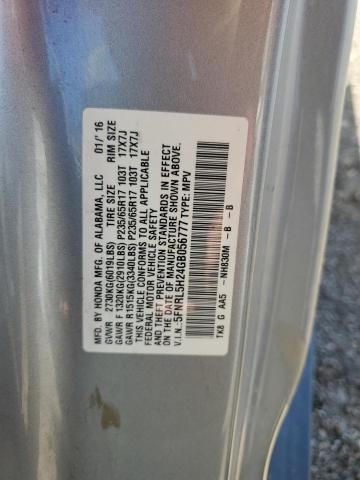 MFD. BY HONDA MFG. OF ALABAMA, LLC 01/'16
GVWR 2730KG(6019LBS) TIRE SIZE RIM SIZE
GAWR F 1320KG(2910LBS) P235/65R17 103T 17X7J
GAWR R 1515KG(3340LBS) P235/65R17 103T 17X7J
THIS VEHICLE CONFORMS TO ALL APPLICABLE
FEDERAL MOTOR VEHICLE SAFETY
AND THEFT PREVENTION STANDARDS IN EFFECT
ON THE DATE OF MANUFACTURE SHOWN ABOVE.
V.I.N.: 5FNRL5H24GB056777 TYPE: MPV
TK8 G AA5 -NH830M -B -B